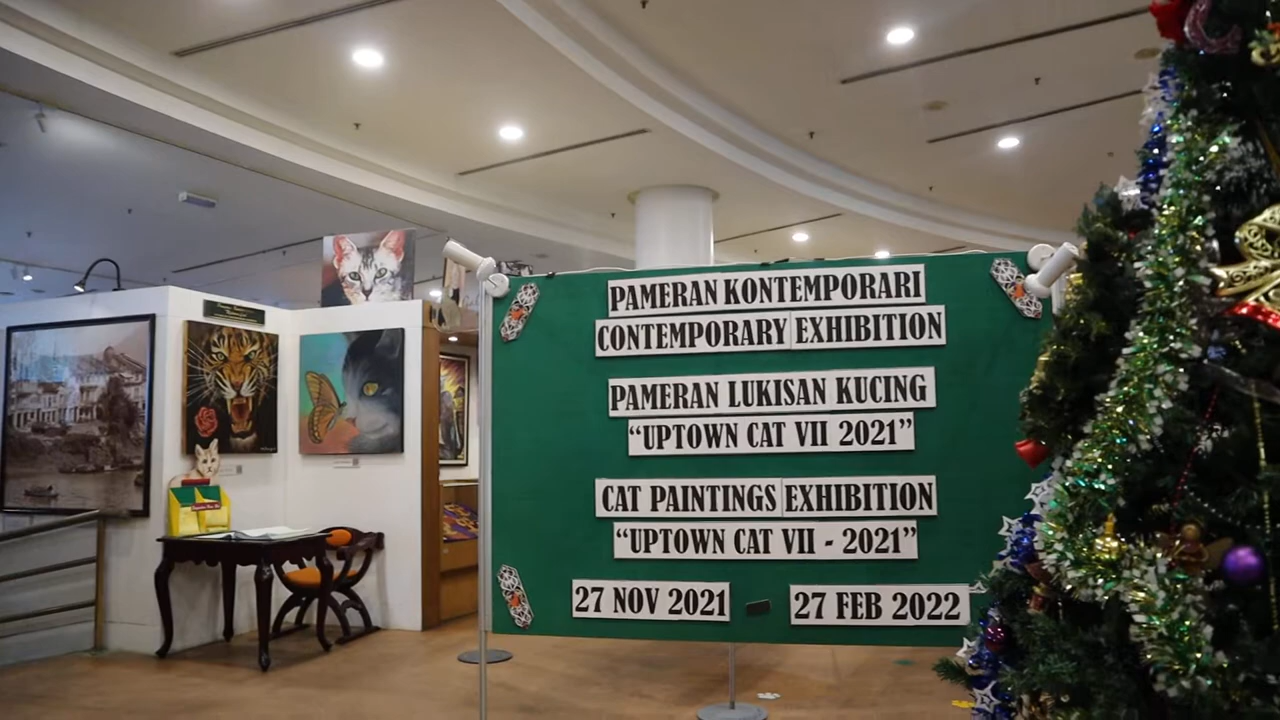 PAMERAN KONTEMPORARI
CONTEMPORARY EXHIBITION
PAMERAN LUKISAN KUCING
“UPTOWN CAT VII 2021”
CAT PAINTINGS EXHIBITION
“UPTOWN CAT VII - 2021”
27 NOV 2021 - 27 FEB 2022